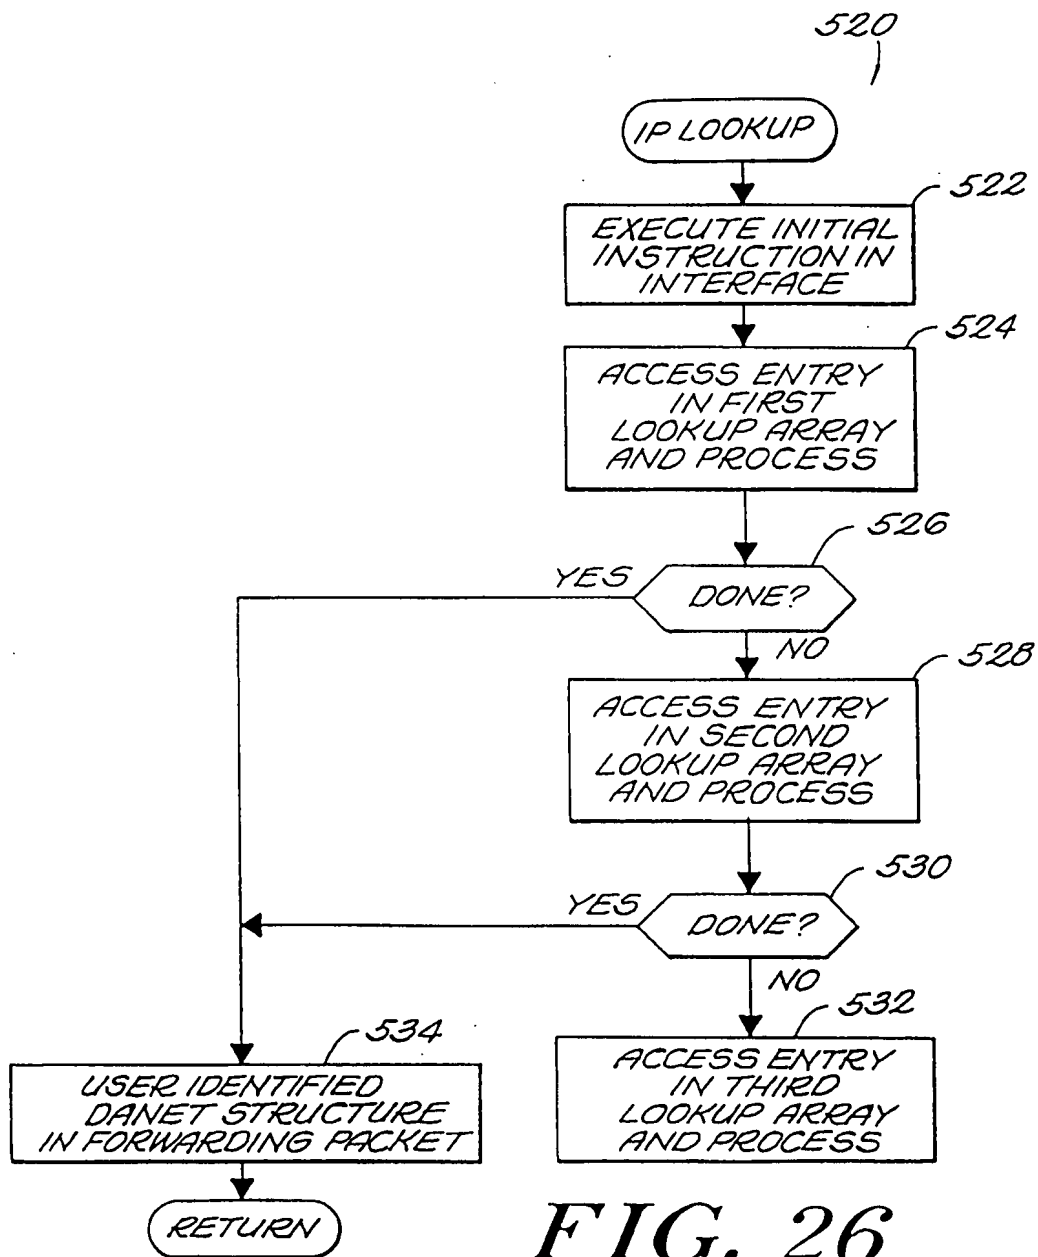 520
IP LOOKUP
522
EXECUTE INITIAL
INSTRUCTION IN
INTERFACE
524
ACCESS ENTRY
IN FIRST
LOOKUP ARRAY
AND PROCESS
526
YES
DONE?
NO
528
ACCESS ENTRY
IN SECOND
LOOKUP ARRAY
AND PROCESS
530
YES
DONE?
NO
532
534
ACCESS ENTRY
IN THIRD
LOOKUP ARRAY
AND PROCESS
USER IDENTIFIED
DANET STRUCTURE
IN FORWARDING PACKET
RETURN
FIG. 26